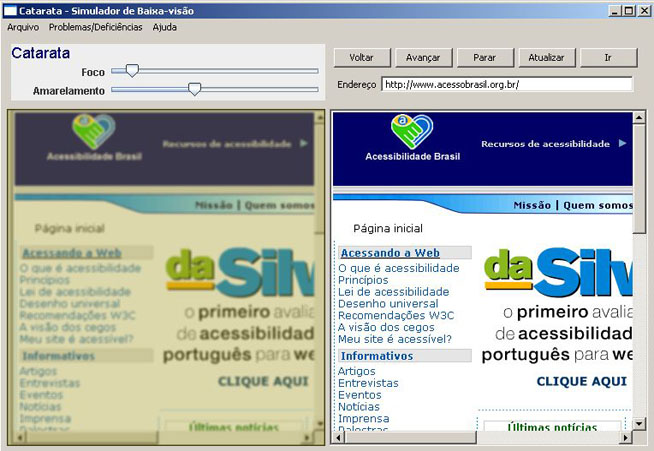 Catarata - Simulador de Baixa-visão
Arquivo Problemas/Deficiências Ajuda
Catarata
Foco
Amarelamento
Voltar Avançar Parar Atualizar Ir
Endereço http://www.acessobrasil.org.br/
a
Acessibilidade Brasil
Recursos de acessibilidade
Missão | Quem somos
Página inicial
Acessando a Web
O que é acessibilidade
Princípios
Lei de acessibilidade
Desenho universal
Recomendações W3C
A visão dos cegos
Meu site é acessível?
Informativos
Artigos
Entrevistas
Eventos
Notícias
Imprensa
Palestras
daSilv
o primeiro avalia
de acessibilidad
português para we
CLIQUE AQUI
Últimas notícias
a
Acessibilidade Brasil
Recursos de acessibilidade
Missão | Quem somos
Página inicial
Acessando a Web
O que é acessibilidade
Princípios
Lei de acessibilidade
Desenho universal
Recomendações W3C
A visão dos cegos
Meu site é acessível?
Informativos
Artigos
Entrevistas
Eventos
Notícias
Imprensa
Palestras
daSilv
o primeiro avalia
de acessibilidad
português para we
CLIQUE AQUI
Últimas notícias